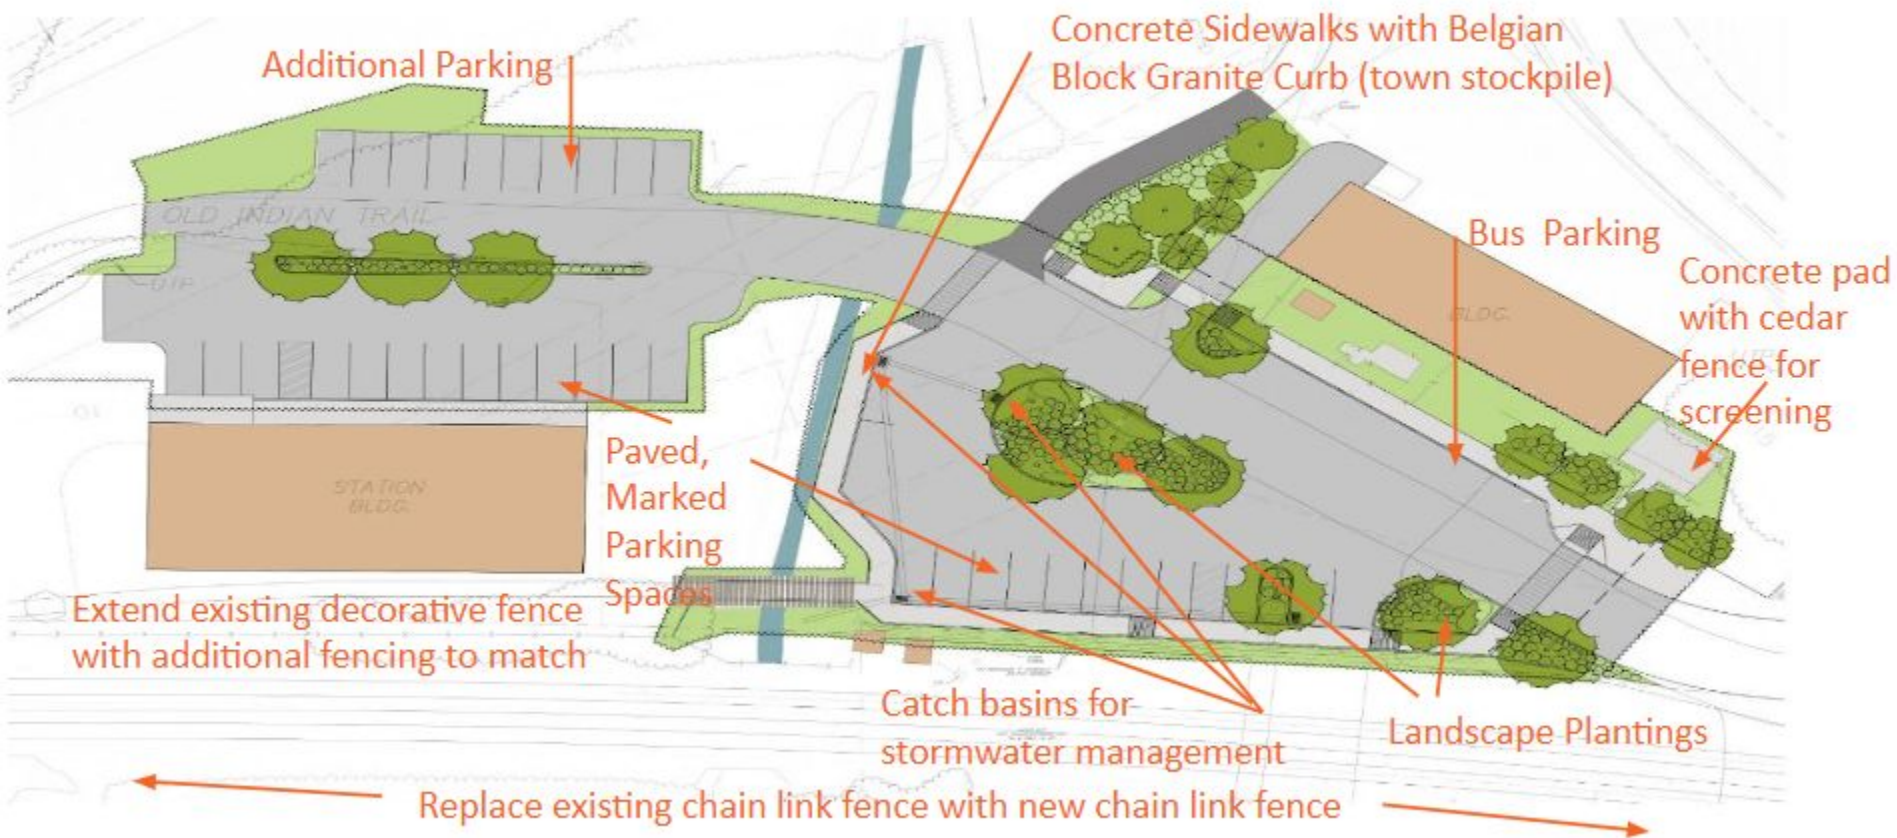 Concrete Sidewalks with Belgian
Block Granite Curb (town stockpile)
Additional Parking
OLD INDIAN TRAIL
Bus Parking
Concrete pad
with cedar
fence for
screening
U/P
BLDG.
Paved,
Marked
Parking
Spaces
STATION
BLDG.
Extend existing decorative fence
with additional fencing to match
Catch basins for
stormwater management
Landscape Plantings
Replace existing chain link fence with new chain link fence